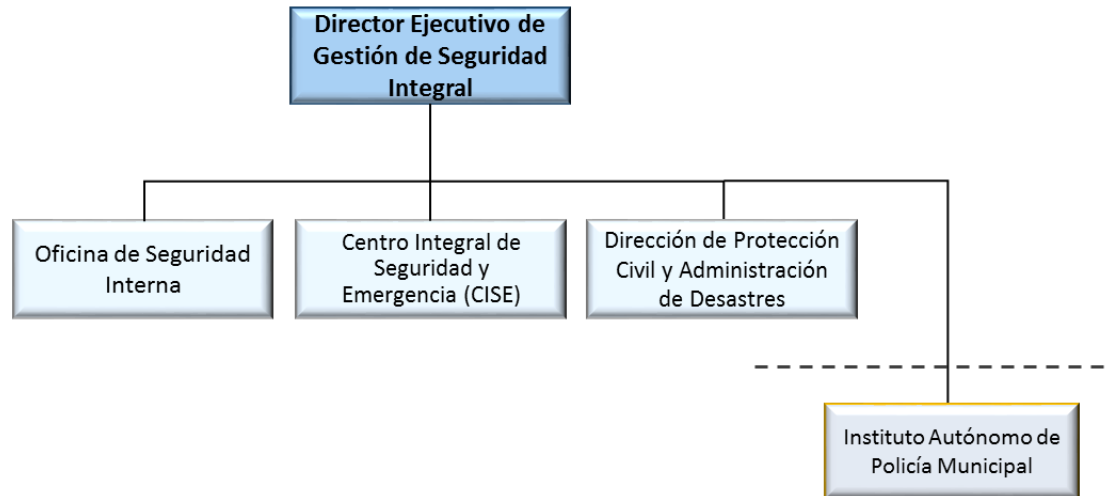 Director Ejecutivo de
Gestión de Seguridad
Integral
Oficina de Seguridad
Interna
Centro Integral de
Seguridad y
Emergencia (CISE)
Dirección de Protección
Civil y Administración
de Desastres
Instituto Autónomo de
Policía Municipal